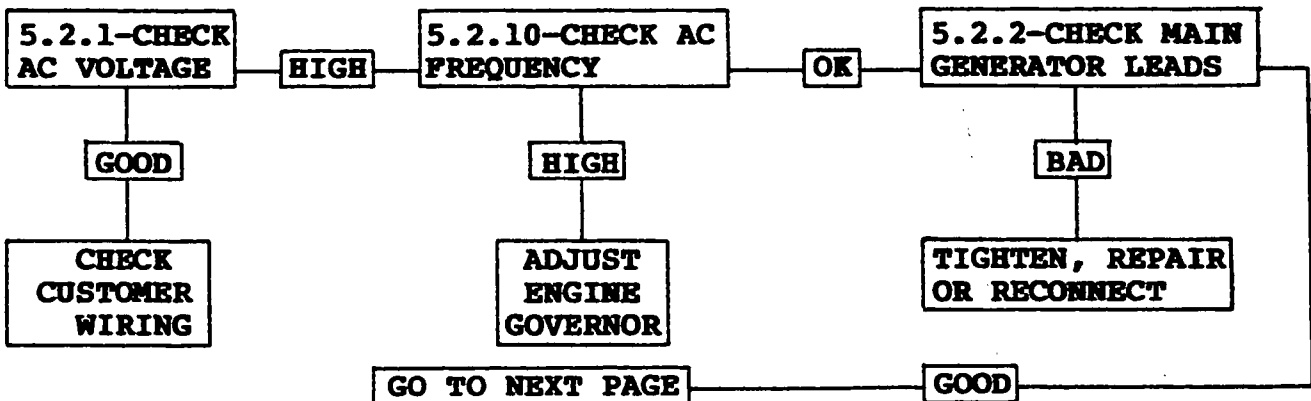 5.2.1-CHECK
AC VOLTAGE
HIGH
5.2.10-CHECK AC
FREQUENCY
OK
5.2.2-CHECK MAIN
GENERATOR LEADS
GOOD
HIGH
BAD
CHECK
CUSTOMER
WIRING
ADJUST
ENGINE
GOVERNOR
TIGHTEN, REPAIR
OR RECONNECT
GO TO NEXT PAGE
GOOD